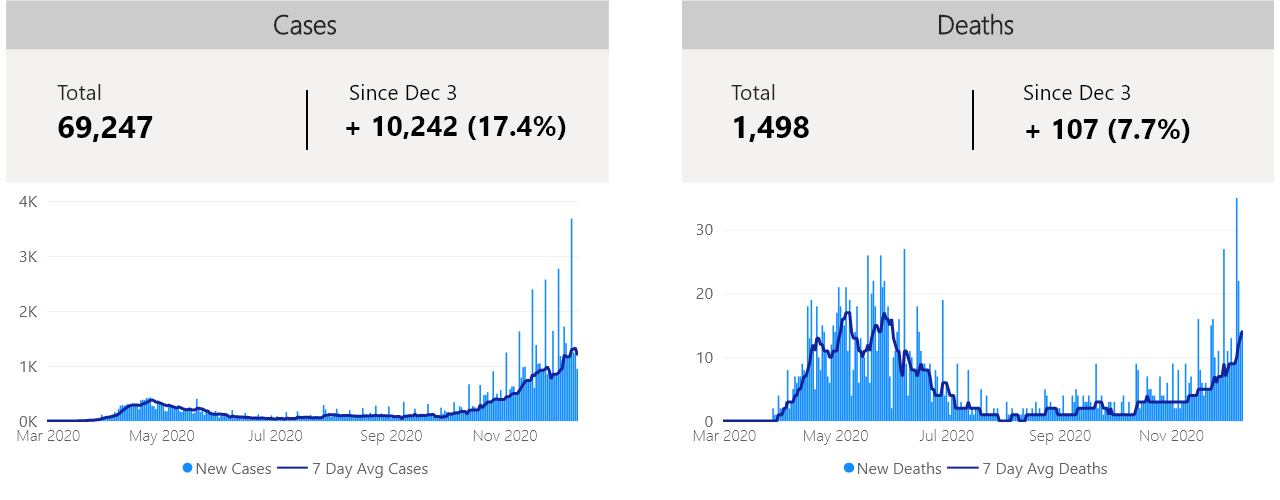 Cases
Total
69,247
Since Dec 3
+ 10,242 (17.4%)
4K
3K
2K
1K
0K
Mar 2020 May 2020 Jul 2020 Sep 2020 Nov 2020
New Cases 7 Day Avg Cases
Deaths
Total
1,498
Since Dec 3
+ 107 (7.7%)
30
20
10
0
Mar 2020 May 2020 Jul 2020 Sep 2020 Nov 2020
New Deaths 7 Day Avg Deaths